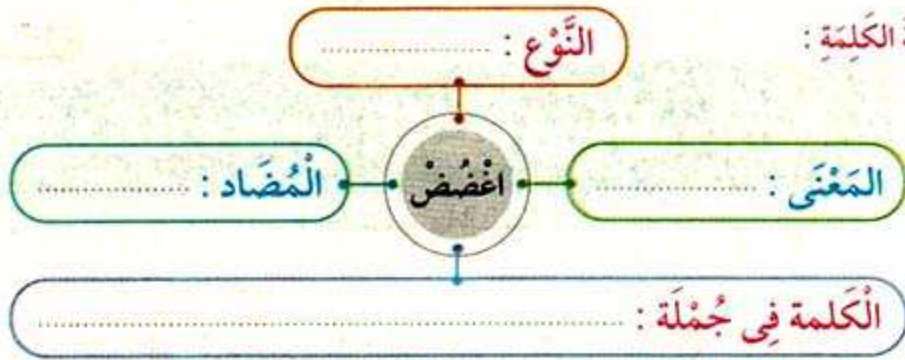 الكَلِمَةِ :
النَّوْع : ..................
المَعْنَى : ..................
اغْضُضْ
الْمُضَاد : ..................
الْكَلمة فِى جُمْلَة : ..................................................................